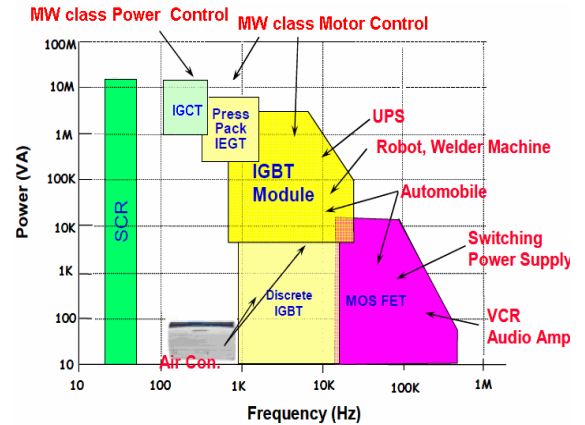 MW class Power Control
MW class Motor Control
100M
10M
1M
100K
10K
1K
100
10
Power (VA)
SCR
IGCT
Press
Pack
IEGT
IGBT
Module
UPS
Robot, Welder Machine
Automobile
Switching
Power Supply
Discrete
IGBT
MOS FET
VCR
Audio Amp
Air Con.
10
100
1K
10K
100K
1M
Frequency (Hz)